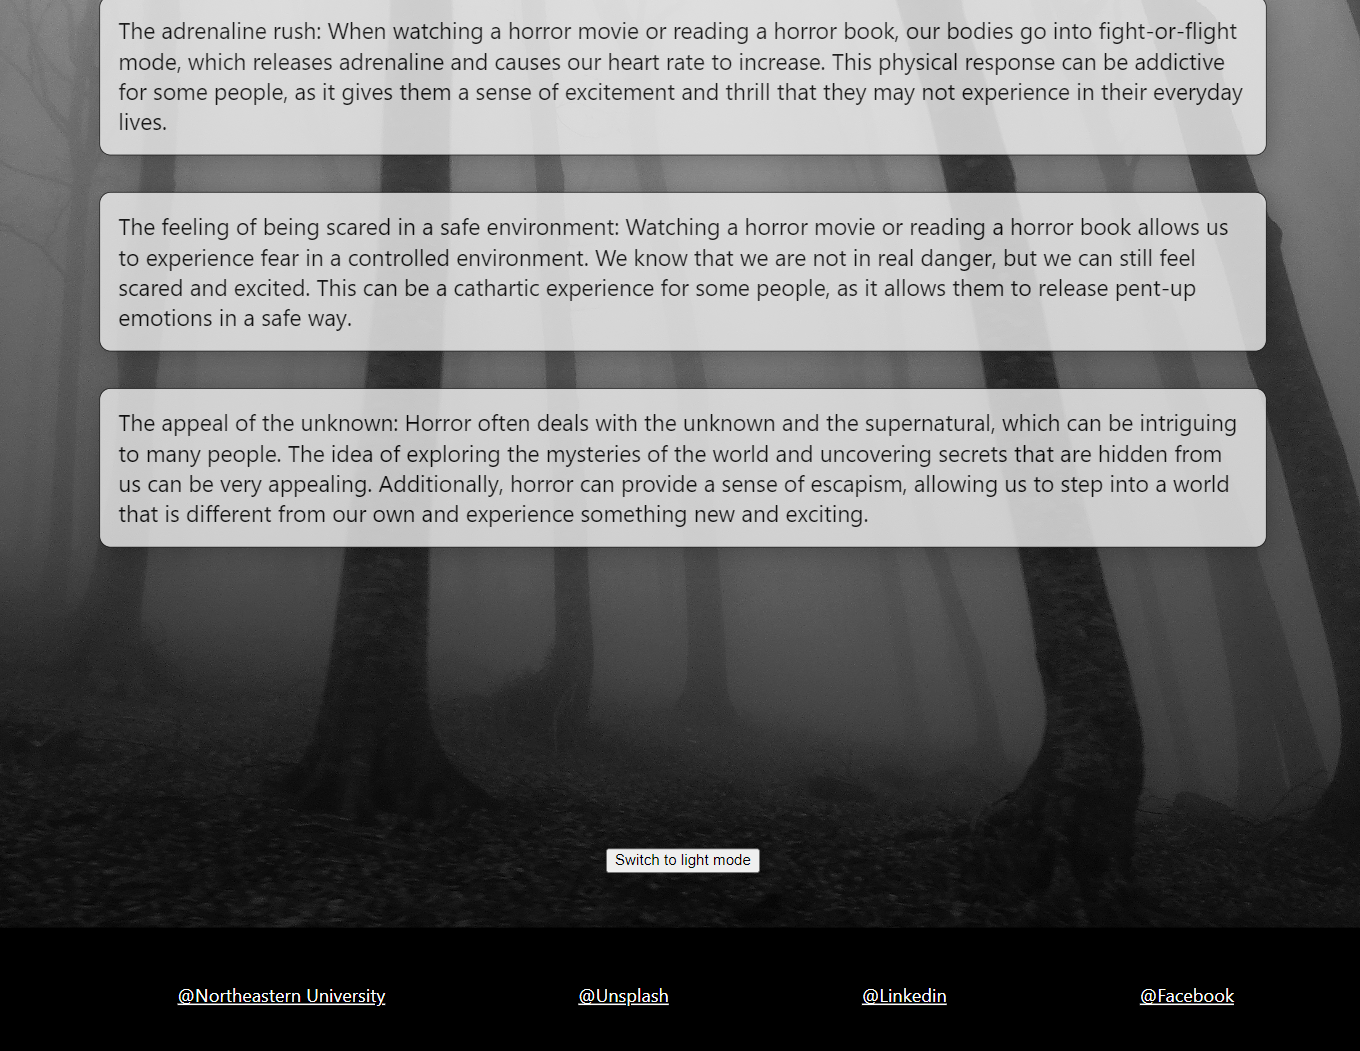 The adrenaline rush: When watching a horror movie or reading a horror book, our bodies go into fight-or-flight
mode, which releases adrenaline and causes our heart rate to increase. This physical response can be addictive
for some people, as it gives them a sense of excitement and thrill that they may not experience in their everyday
lives.
The feeling of being scared in a safe environment: Watching a horror movie or reading a horror book allows us
to experience fear in a controlled environment. We know that we are not in real danger, but we can still feel
scared and excited. This can be a cathartic experience for some people, as it allows them to release pent-up
emotions in a safe way.
The appeal of the unknown: Horror often deals with the unknown and the supernatural, which can be intriguing
to many people. The idea of exploring the mysteries of the world and uncovering secrets that are hidden from
us can be very appealing. Additionally, horror can provide a sense of escapism, allowing us to step into a world
that is different from our own and experience something new and exciting.
Switch to light mode
@Northeastern University @Unsplash @Linkedin @Facebook